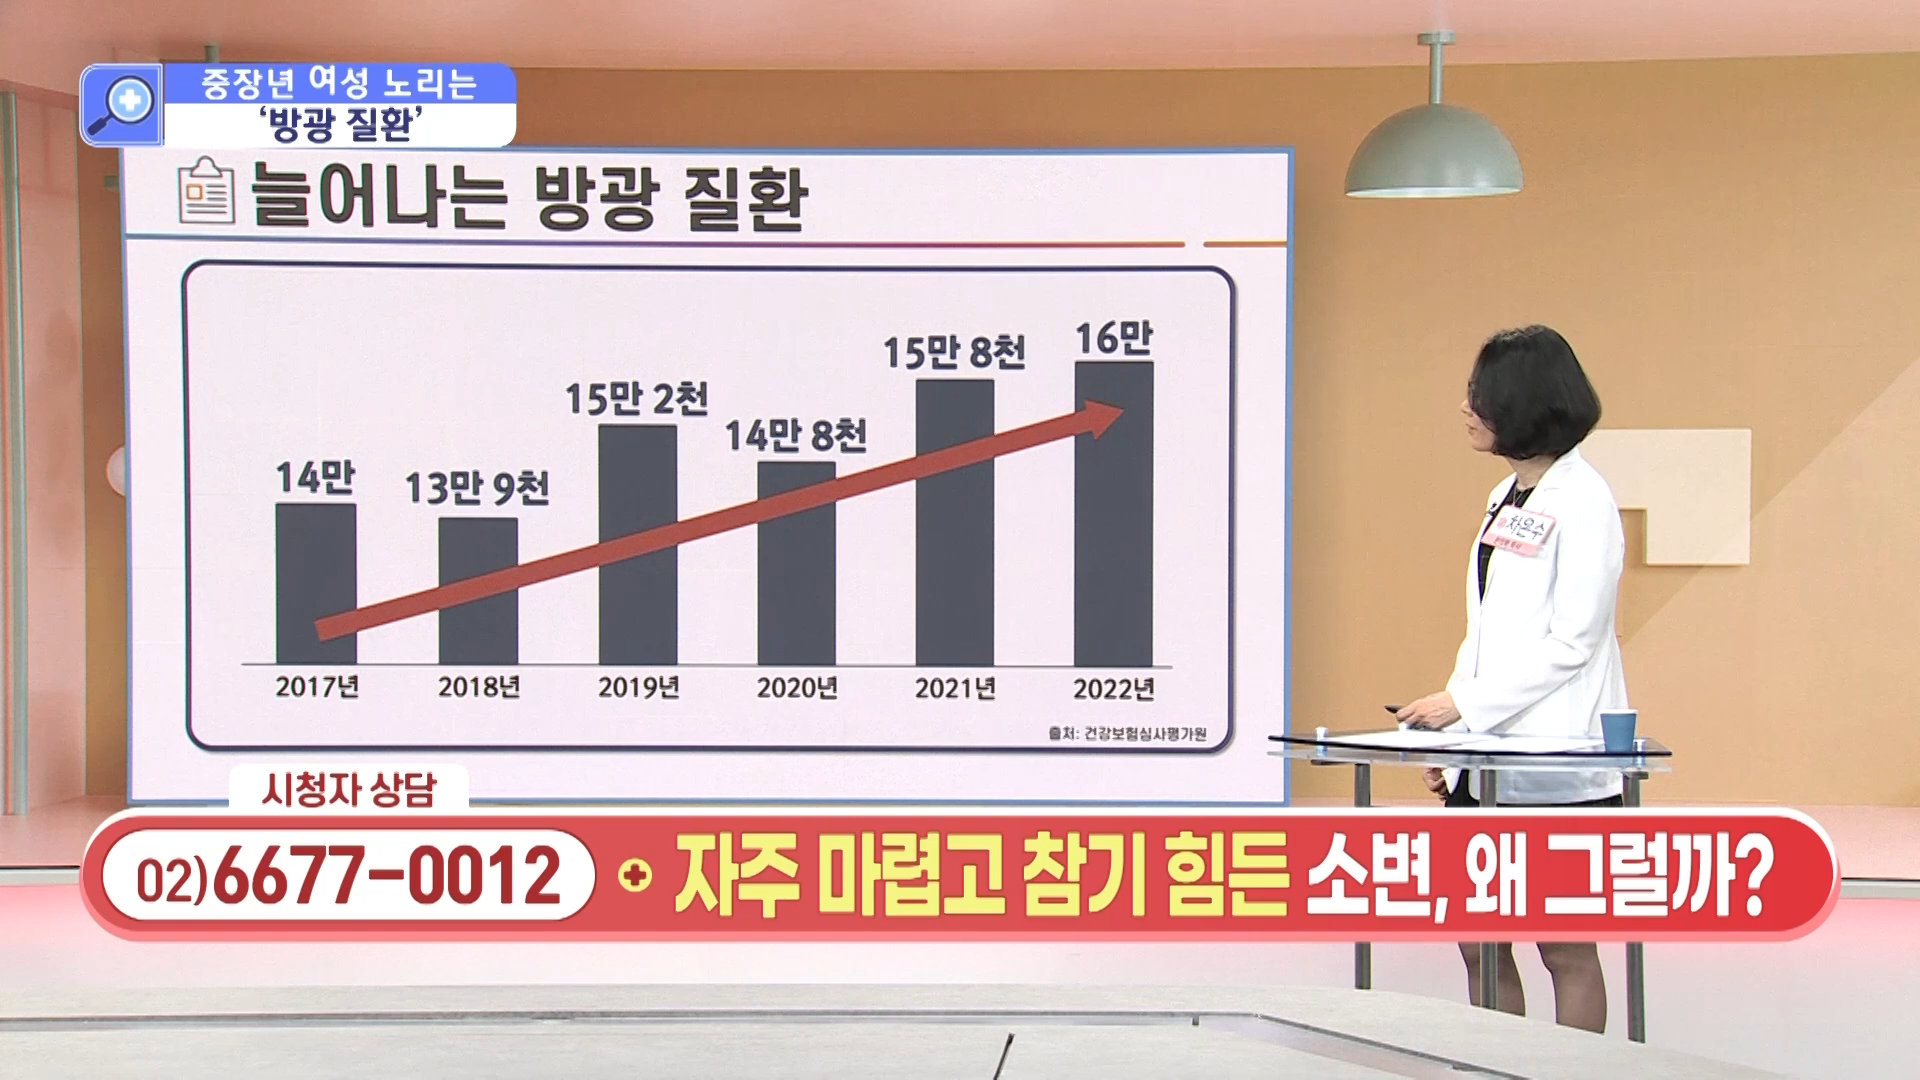 중장년 여성 노리는
‘방광 질환’
늘어나는 방광 질환
14만
13만 9천
15만 2천
14만 8천
15만 8천
16만
2017년
2018년
2019년
2020년
2021년
2022년
출처: 건강보험심사평가원
차은수
시청자 상담
02)6677-0012
자주 마렵고 참기 힘든 소변, 왜 그럴까?